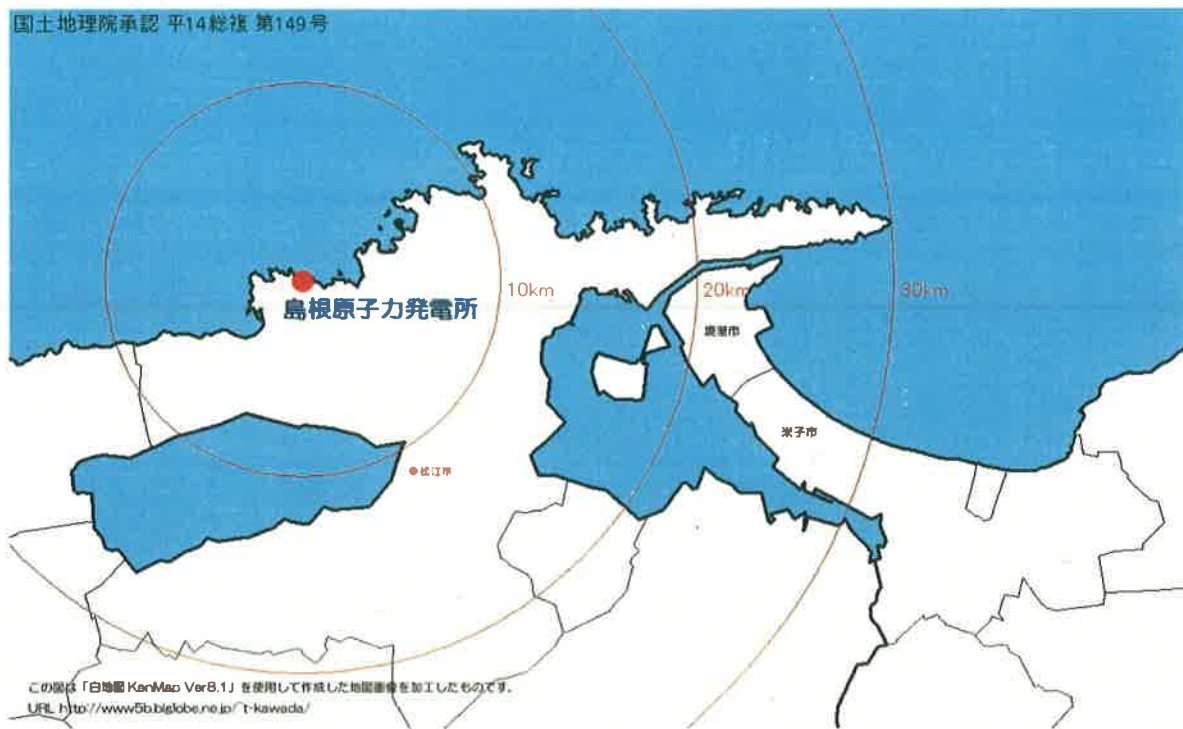 国土地理院承認 平14総複 第149号
島根原子力発電所
10km
20km
30km
境港市
米子市
松江市
この図は「白地図 KenMap Ver8.1」を使用して作成した地図画像を加工したものです。
URL http://www5b.biglobe.ne.jp/~t-kawada/